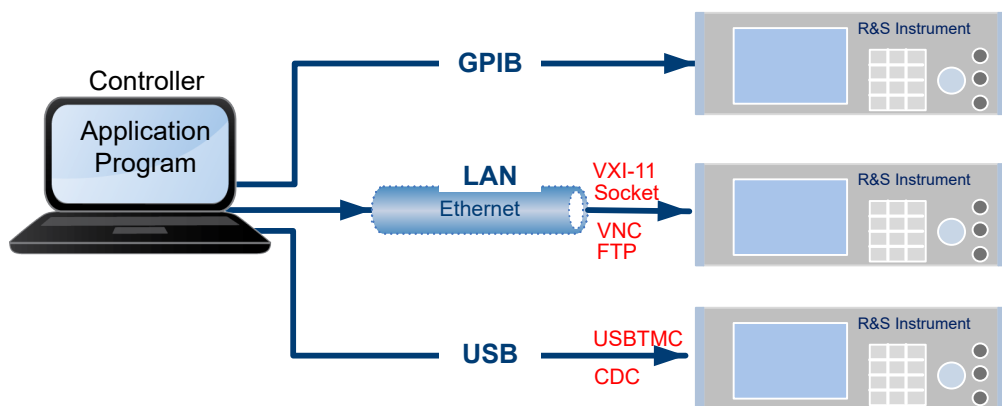 R&S Instrument
GPIB
Controller
Application
Program
LAN
Ethernet
VXI-11
Socket
VNC
FTP
R&S Instrument
USB
USBTMC
CDC
R&S Instrument